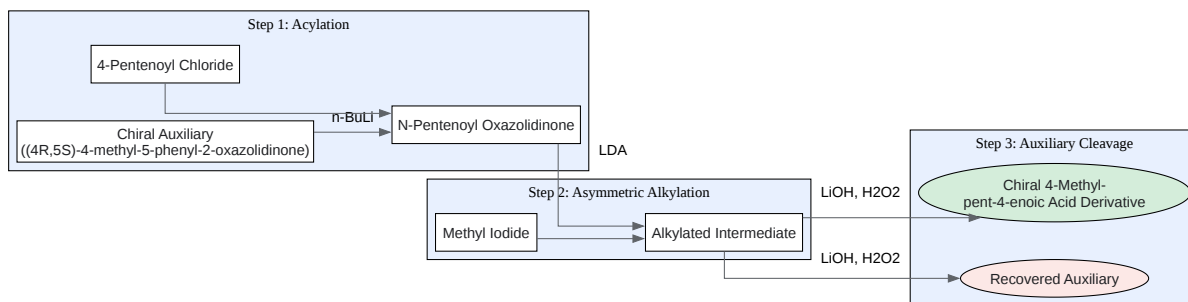 Step 1: Acylation
4-Pentenoyl Chloride
n-BuLi
Chiral Auxiliary
((4R,5S)-4-methyl-5-phenyl-2-oxazolidinone)
N-Pentenoyl Oxazolidinone
LDA
Step 2: Asymmetric Alkylation
Methyl Iodide
Alkylated Intermediate
LiOH, H2O2
LiOH, H2O2
Step 3: Auxiliary Cleavage
Chiral 4-Methyl-
pent-4-enoic Acid Derivative
Recovered Auxiliary